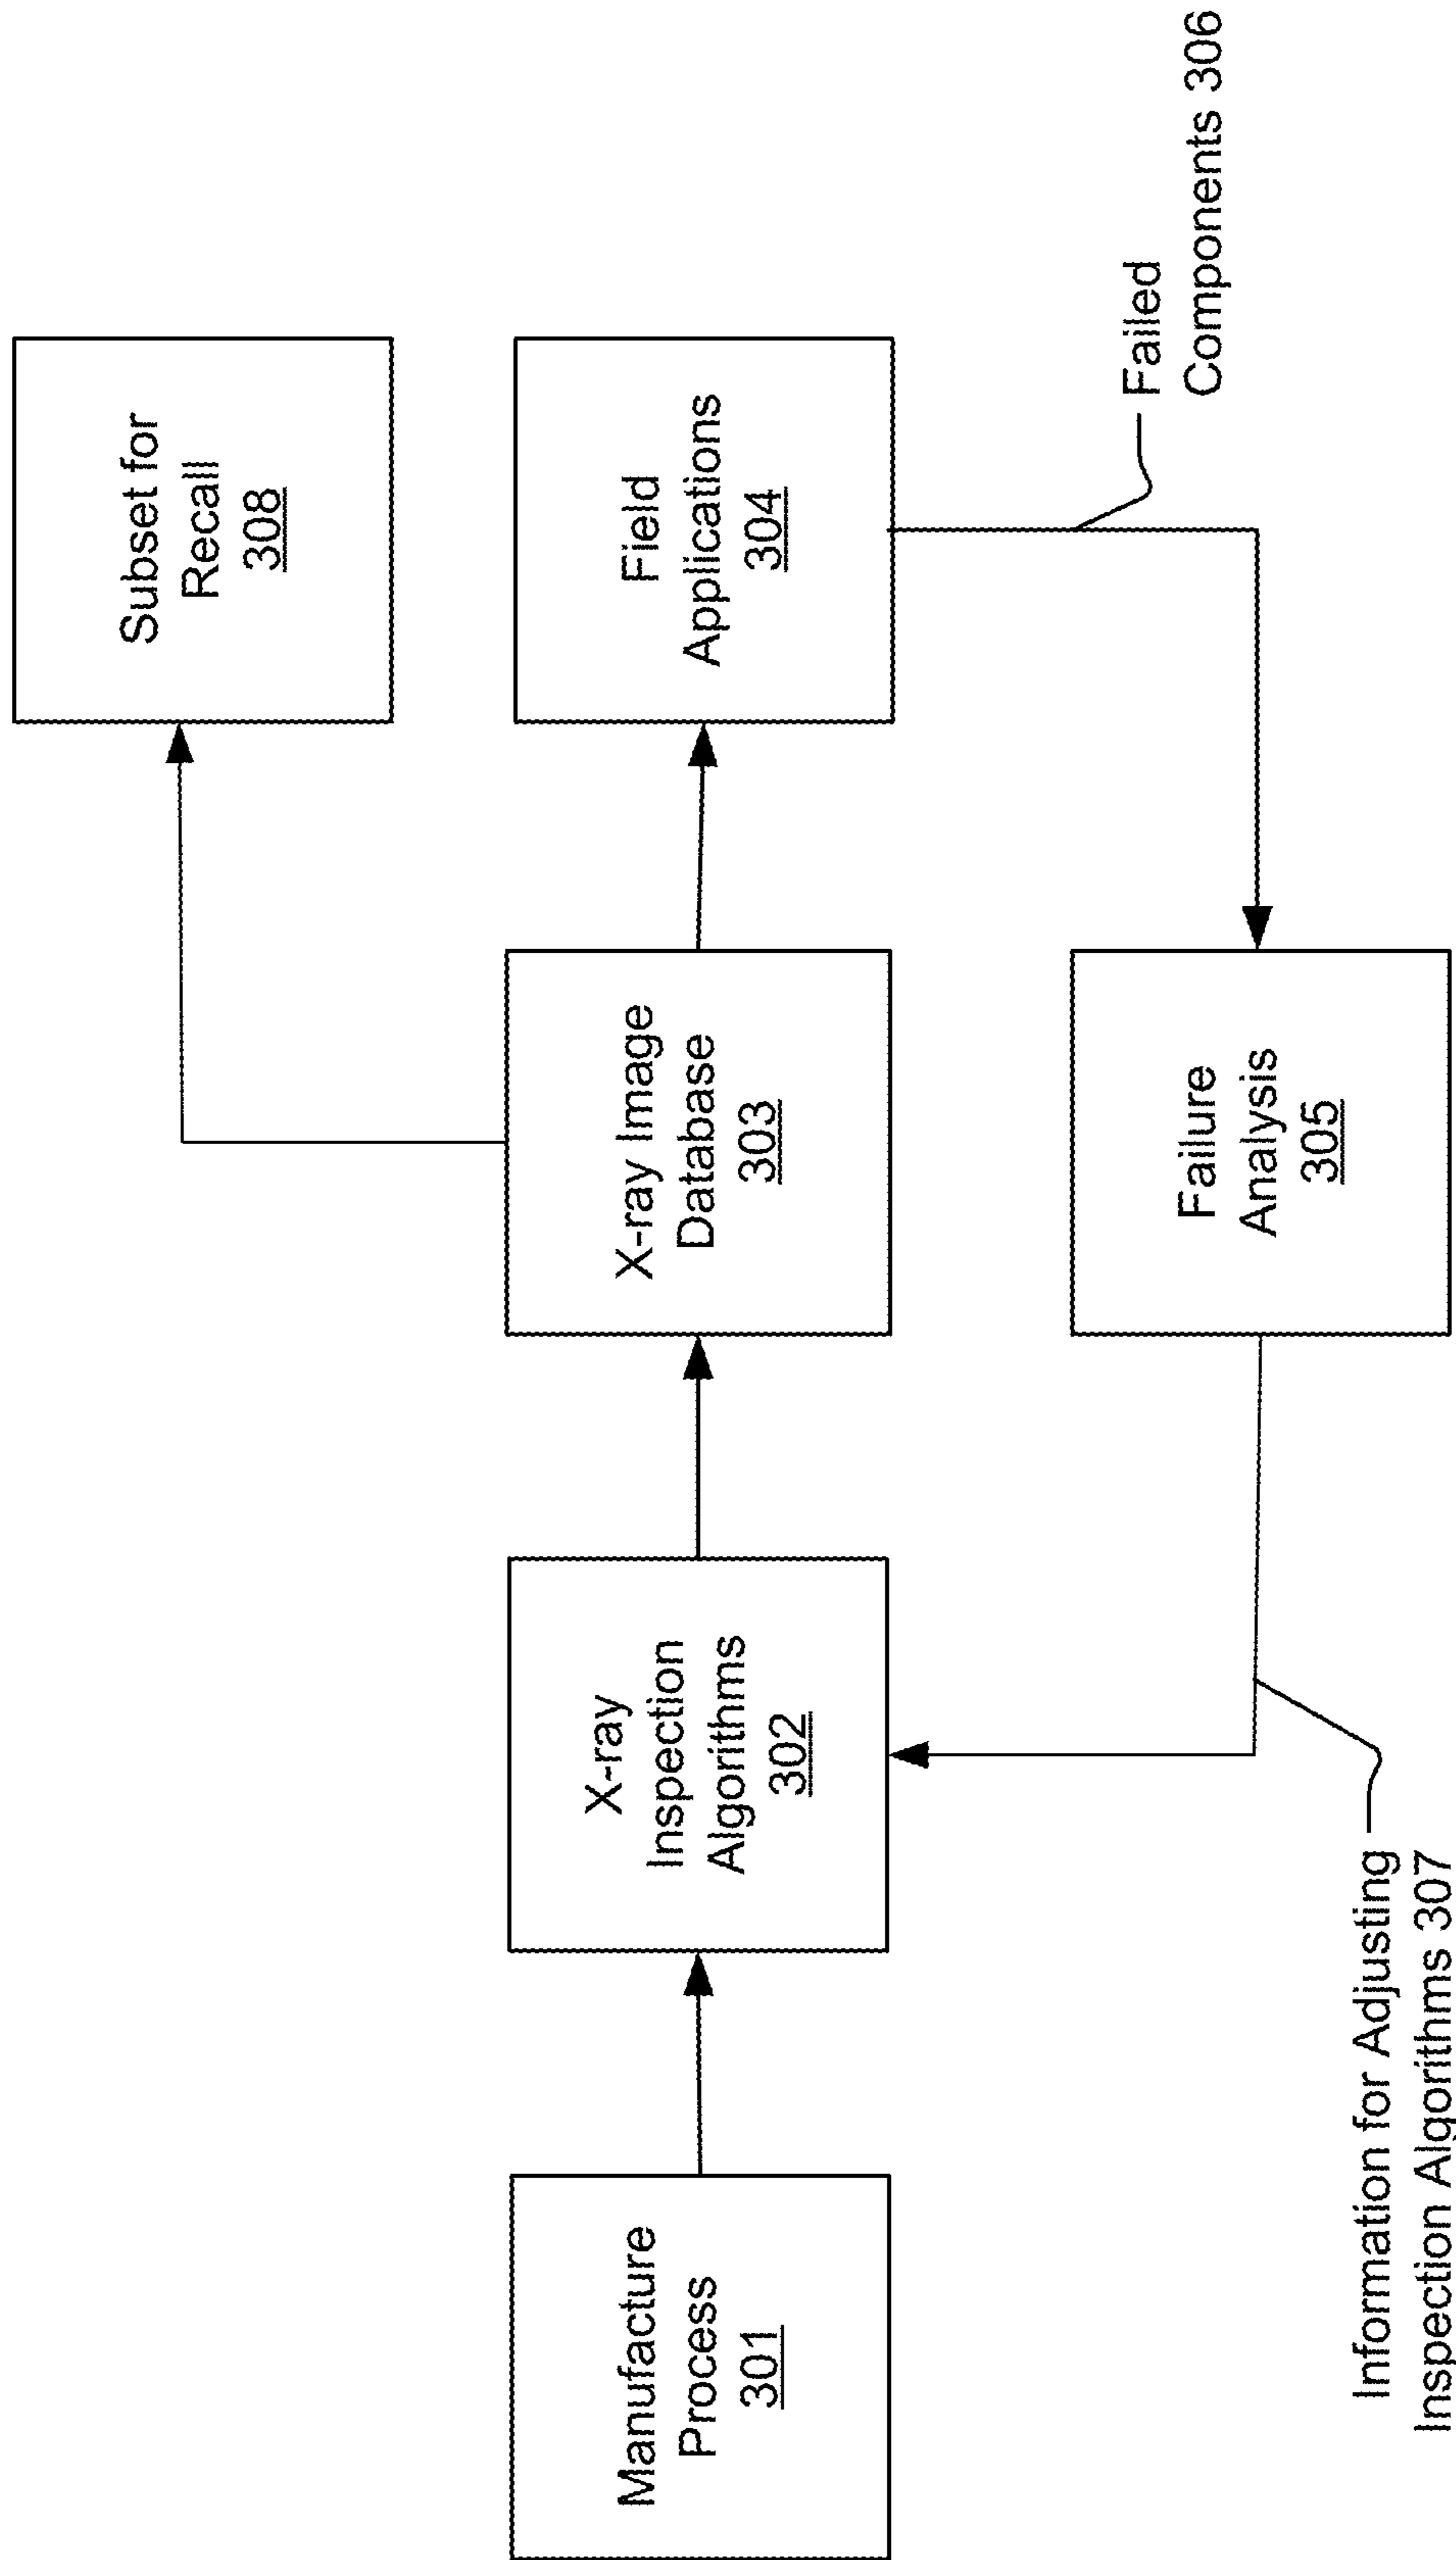 Subset for
Recall
308
Manufacture
Process
301
X-ray
Inspection
Algorithms
302
X-ray Image
Database
303
Field
Applications
304
Failure
Analysis
305
Failed
Components 306
Information for Adjusting
Inspection Algorithms 307